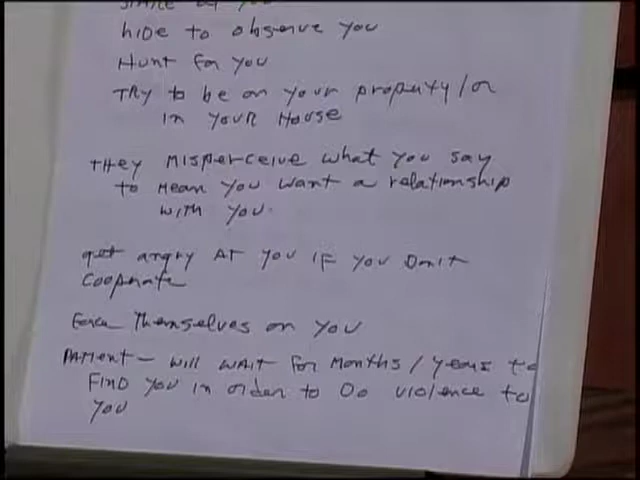 hide to observe you
Hunt for you
TRY to be on your property/or
in your House
THEY Misperceive what you say
to mean you want a relationship
with you.
get angry AT you IF you Don't
coopnate
Force Themselves on you
PATIENT - will wait for Months/years to
FIND you in order to Do violence to
you